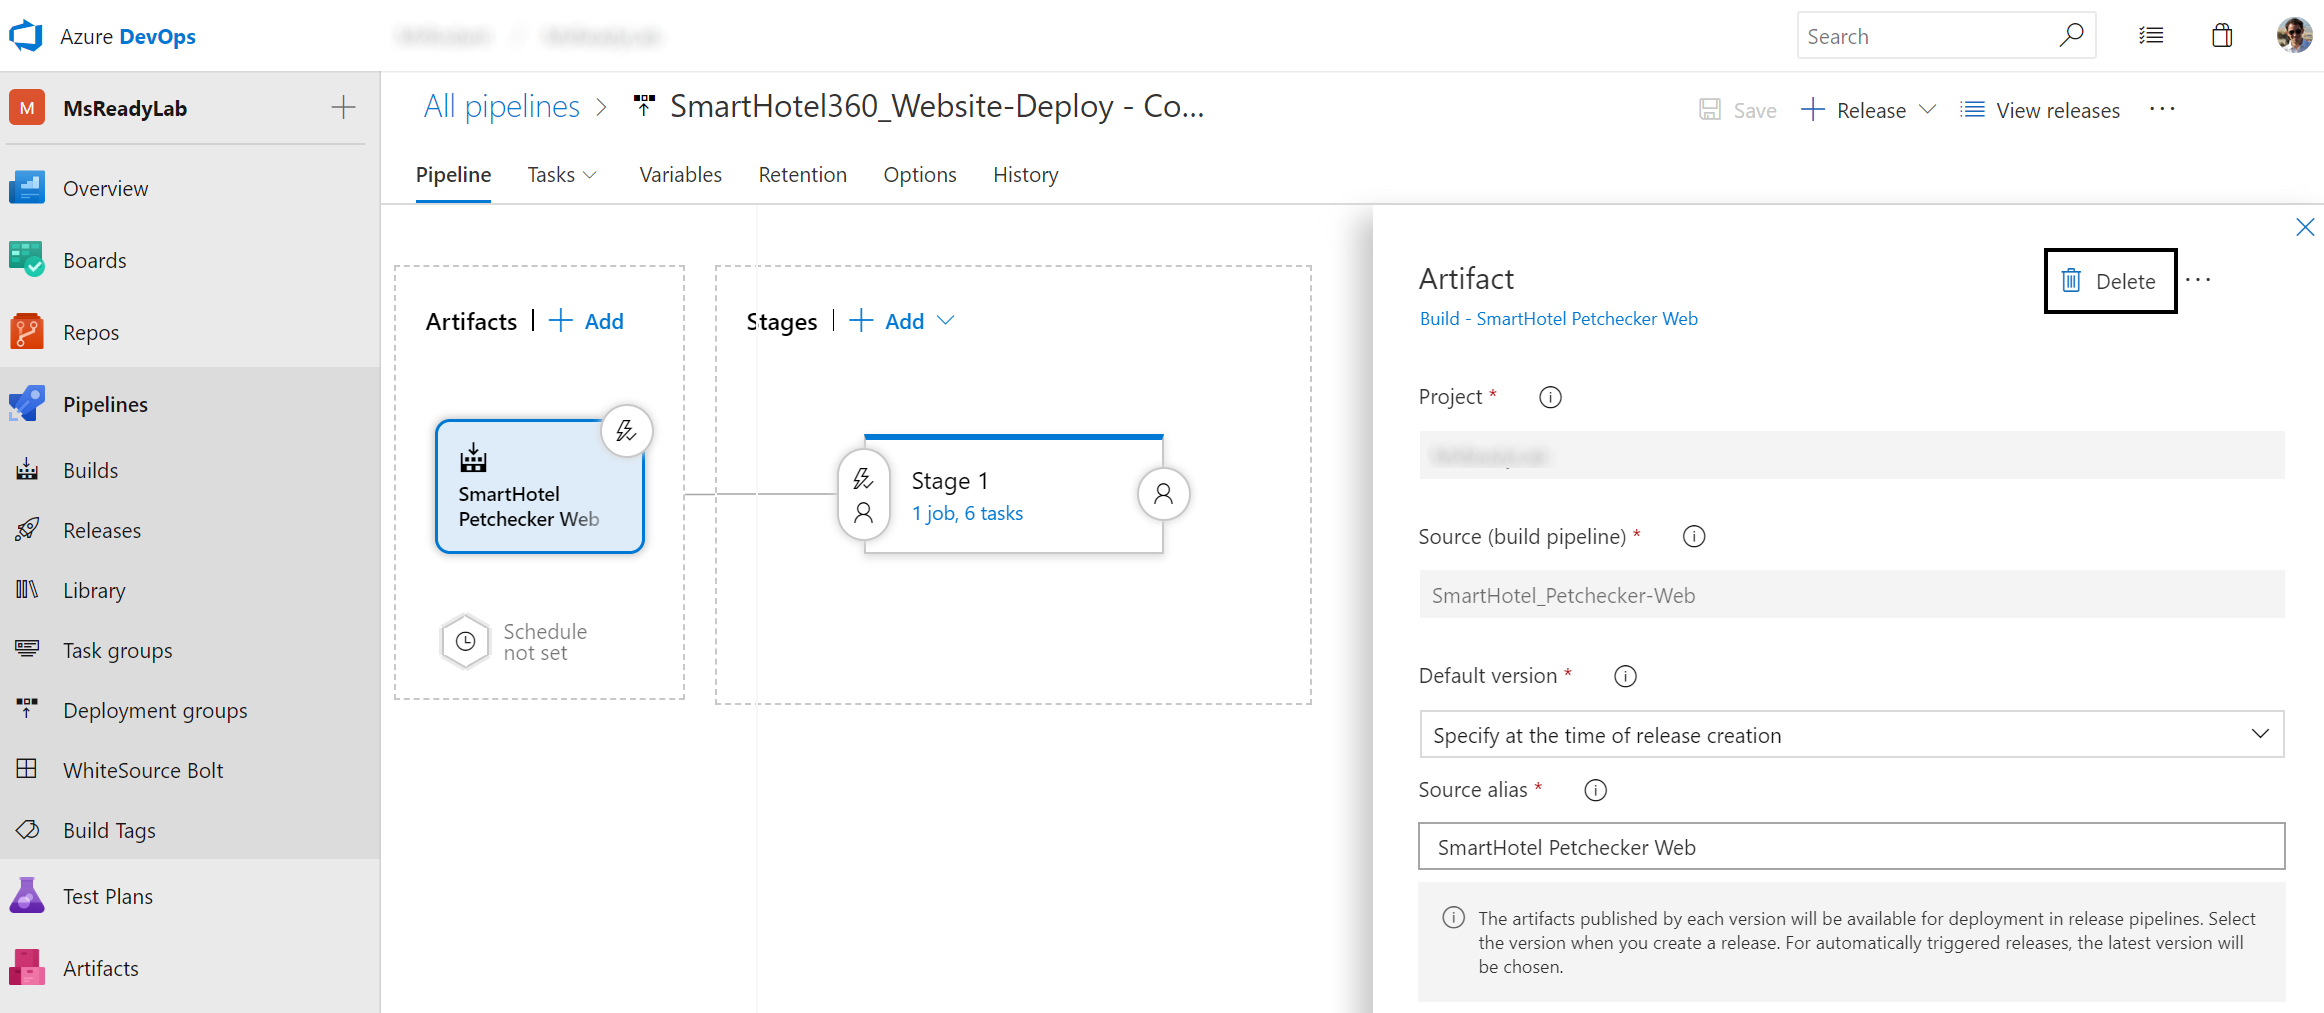 Azure DevOps
Search
M MsReadyLab
Overview
Boards
Repos
Pipelines
Builds
Releases
Library
Task groups
Deployment groups
WhiteSource Bolt
Build Tags
Test Plans
Artifacts
All pipelines > SmartHotel360_Website-Deploy - Co...
Save
Release
View releases
...
Pipeline
Tasks
Variables
Retention
Options
History
Artifacts | + Add
SmartHotel
Petchecker Web
Schedule
not set
Stages | + Add
Stage 1
1 job, 6 tasks
Artifact
Delete
...
Build - SmartHotel Petchecker Web
Project *
Source (build pipeline) *
SmartHotel_Petchecker-Web
Default version *
Specify at the time of release creation
Source alias *
SmartHotel Petchecker Web
The artifacts published by each version will be available for deployment in release pipelines. Select
the version when you create a release. For automatically triggered releases, the latest version will
be chosen.